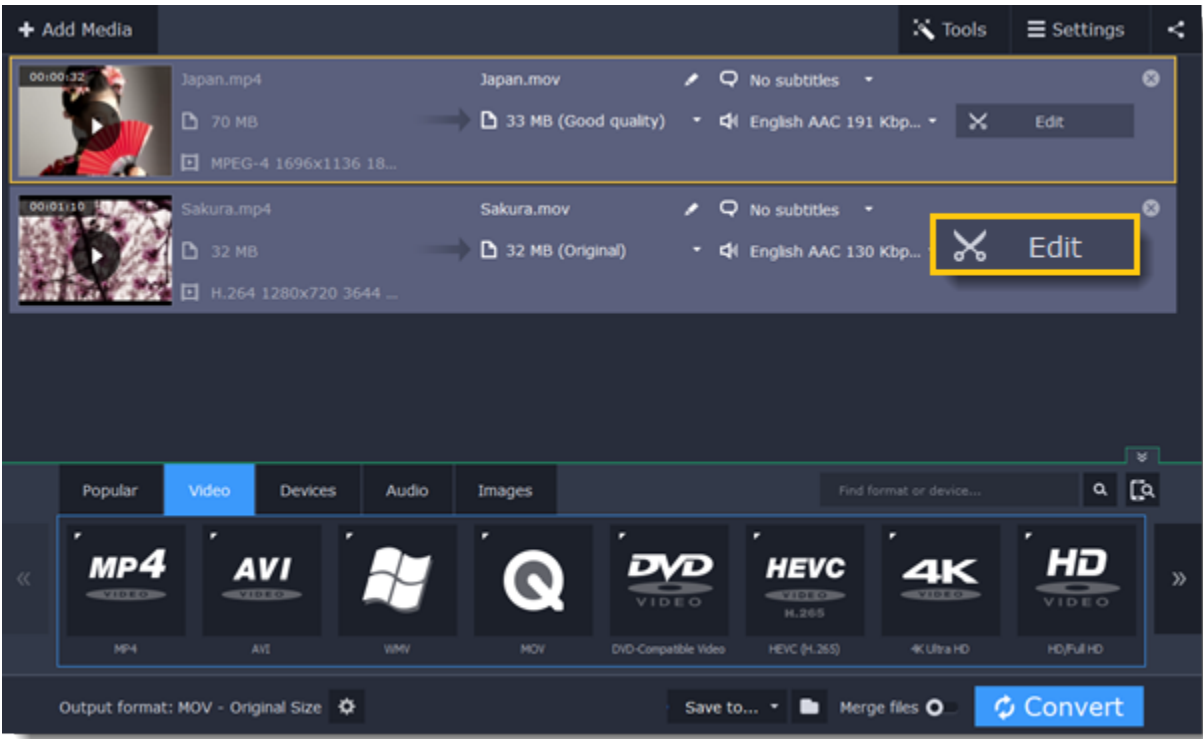 Add Media
Tools
Settings
00:00:32
Japan.mp4
Japan.mov
No subtitles
70 MB
33 MB (Good quality)
English AAC 191 Kbp...
Edit
MPEG-4 1696x1136 18...
00:01:10
Sakura.mp4
Sakura.mov
No subtitles
32 MB
32 MB (Original)
English AAC 130 Kbp...
Edit
H.264 1280x720 3644 ...
Popular
Video
Devices
Audio
Images
Find format or device...
MP4
VIDEO
AVI
VIDEO
DVD
VIDEO
HEVC
VIDEO
H.265
4K
VIDEO
HD
VIDEO
MP4
AVI
WMV
MOV
DVD-Compatible Video
HEVC (H.265)
4K Ultra HD
HD/Full HD
Output format: MOV - Original Size
Save to...
Merge files
Convert